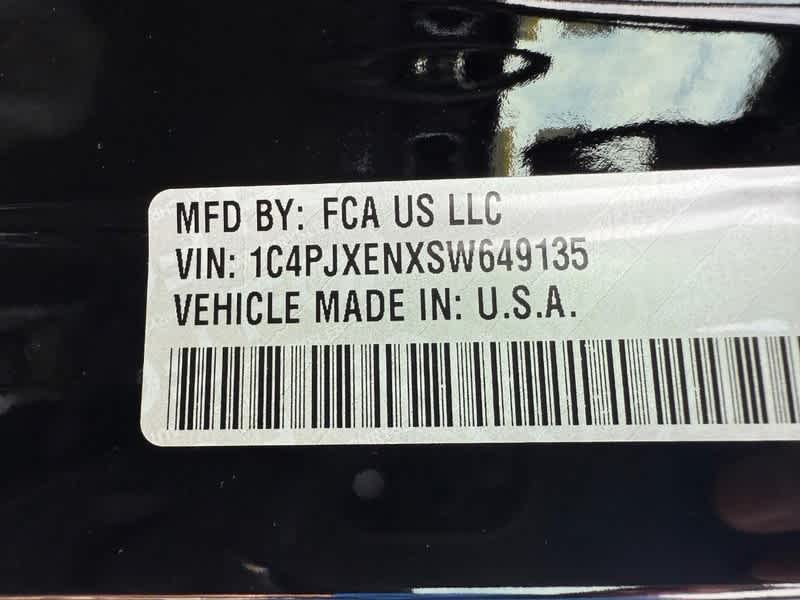 MFD BY: FCA US LLC
VIN: 1C4PJXENXSW649135
VEHICLE MADE IN: U.S.A.